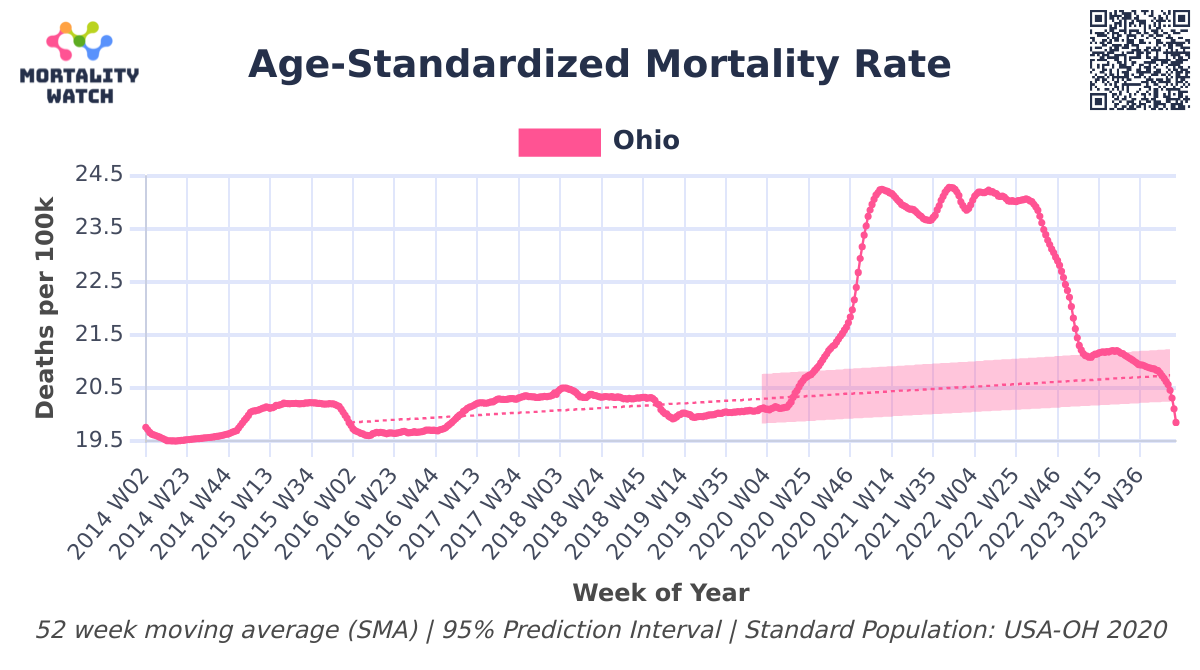 MORTALITY
WATCH
Age-Standardized Mortality Rate
Ohio
Deaths per 100k
24.5
23.5
22.5
21.5
20.5
19.5
2014 W02
2014 W23
2014 W44
2015 W13
2015 W34
2016 W02
2016 W23
2016 W44
2017 W13
2017 W34
2018 W03
2018 W24
2018 W45
2019 W14
2019 W35
2020 W04
2020 W25
2020 W46
2021 W14
2021 W35
2022 W04
2022 W25
2022 W46
2023 W15
2023 W36
Week of Year
52 week moving average (SMA) | 95% Prediction Interval | Standard Population: USA-OH 2020